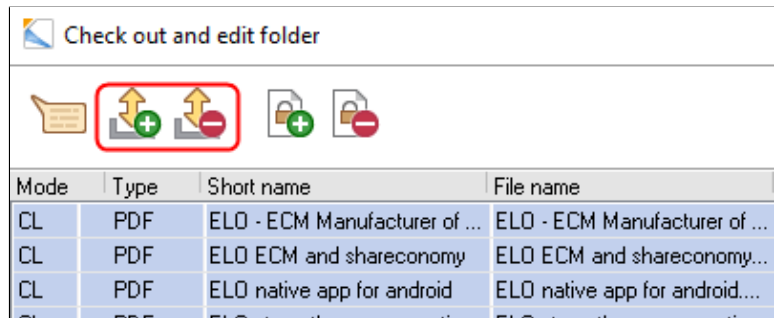 Check out and edit folder
Mode Type Short name File name
CL PDF ELO - ECM Manufacturer of ... ELO - ECM Manufacturer of ...
CL PDF ELO ECM and shareconomy ELO ECM and shareconomy...
CL PDF ELO native app for android ELO native app for android....